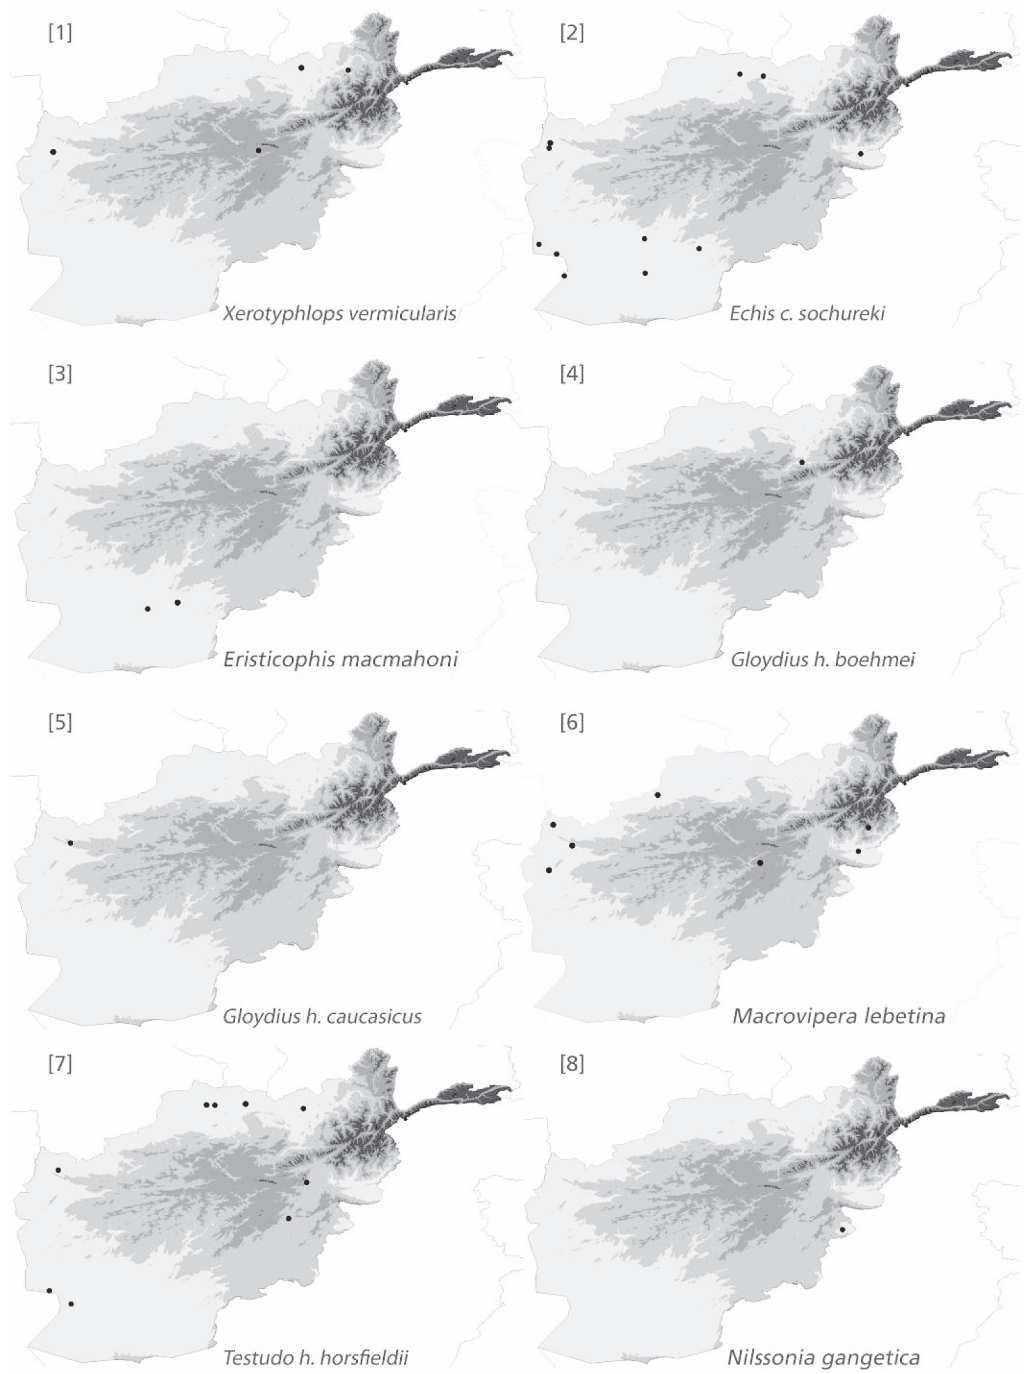 [1]
[2]
Xerotyphlops vermicularis
Echis c. sochureki
[3]
[4]
Eristicophis macmahoni
Gloydius h. boehmei
[5]
[6]
Gloydius h. caucasicus
Macrovipera lebetina
[7]
[8]
Testudo h. horsfieldii
Nilssonia gangetica